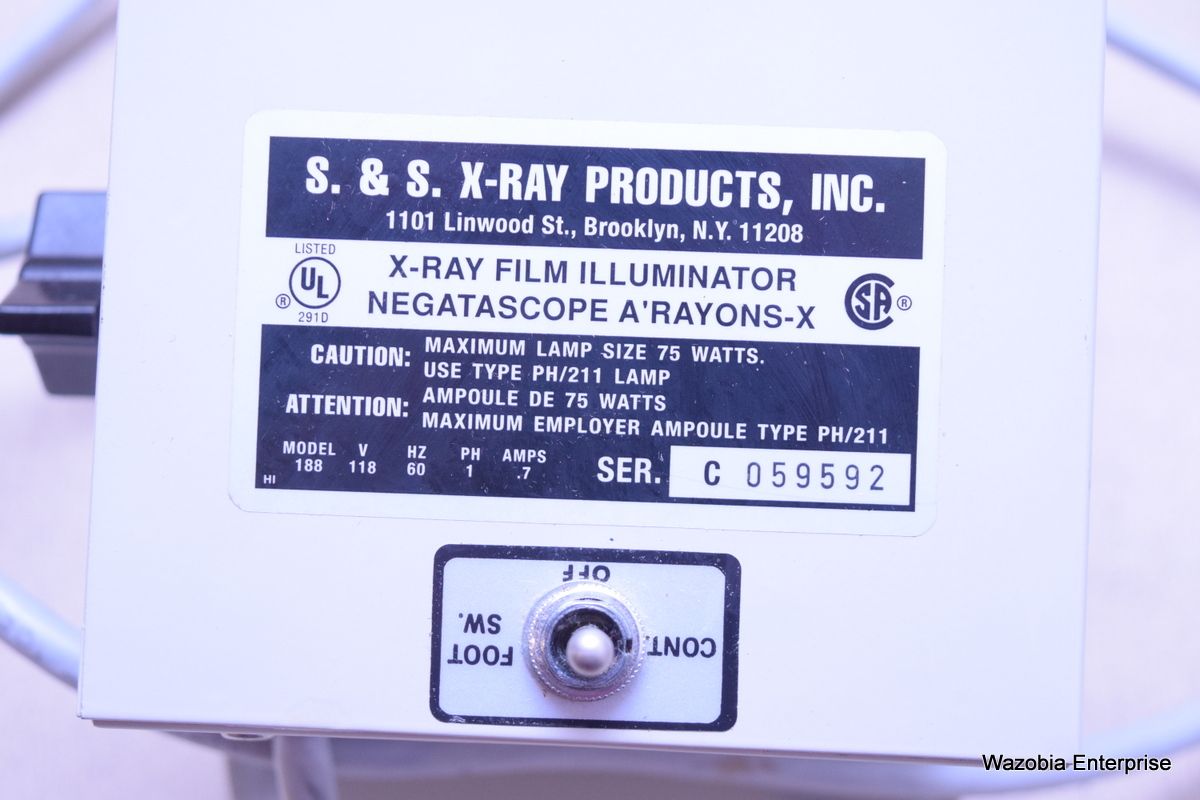 S. & S. X-RAY PRODUCTS, INC.
1101 Linwood St., Brooklyn, N.Y. 11208
LISTED
UL
®
291D
X-RAY FILM ILLUMINATOR
NEGATASCOPE A'RAYONS-X
SA ®
CAUTION: MAXIMUM LAMP SIZE 75 WATTS.
USE TYPE PH/211 LAMP
ATTENTION: AMPOULE DE 75 WATTS
MAXIMUM EMPLOYER AMPOULE TYPE PH/211
MODEL V HZ PH AMPS
188 118 60 1 .7
HI
SER. C 059592
OFF
FOOT
SW.
CONT.
Wazobia Enterprise